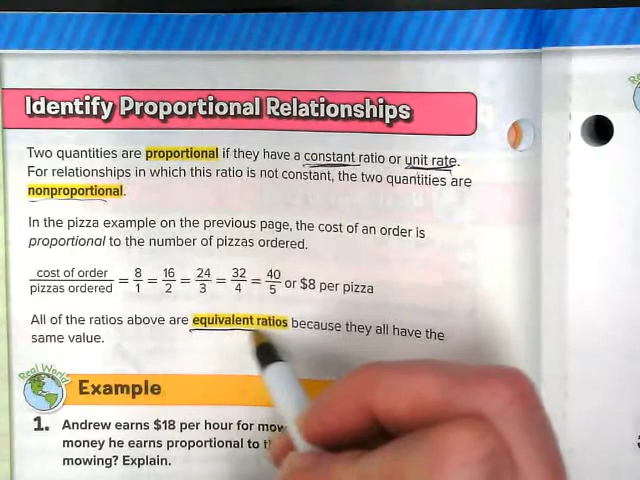 Identify Proportional Relationships
Two quantities are proportional if they have a constant ratio or unit rate.
For relationships in which this ratio is not constant, the two quantities are
nonproportional.
In the pizza example on the previous page, the cost of an order is
proportional to the number of pizzas ordered.
cost of order / pizzas ordered = 8/1 = 16/2 = 24/3 = 32/4 = 40/5 or $8 per pizza
All of the ratios above are equivalent ratios because they all have the
same value.
Real World
Example
1. Andrew earns $18 per hour for mow
money he earns proportional to t
mowing? Explain.